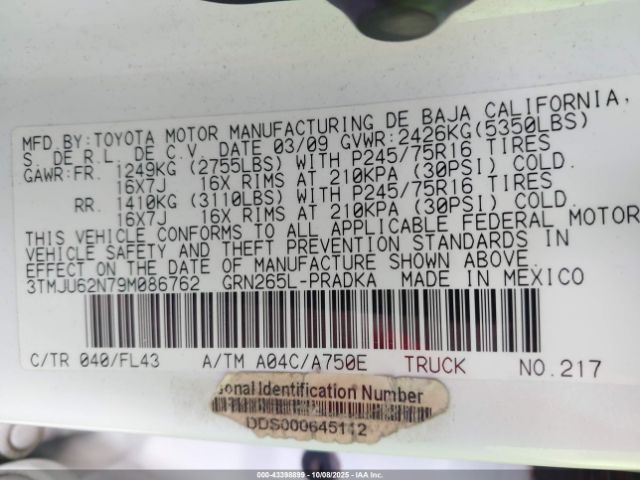 MFD.BY:TOYOTA MOTOR MANUFACTURING DE BAJA CALIFORNIA,
S. DE R.L. DE C.V. DATE 03/09 GVWR:2426KG(5350LBS)
GAWR:FR. 1249KG (2755LBS) WITH P245/75R16 TIRES
16X7J 16X RIMS AT 210KPA (30PSI) COLD.
RR. 1410KG (3110LBS) WITH P245/75R16 TIRES
16X7J 16X RIMS AT 210KPA (30PSI) COLD.
THIS VEHICLE CONFORMS TO ALL APPLICABLE FEDERAL MOTOR
VEHICLE SAFETY AND THEFT PREVENTION STANDARDS IN
EFFECT ON THE DATE OF MANUFACTURE SHOWN ABOVE.
3TMJU62N79M086762 GRN265L-PRADKA MADE IN MEXICO
C/TR 040/FL43 A/TM A04C/A750E TRUCK NO.217
onal Identification Number
DDS000645112
000-43398899 - 10/08/2025 - IAAI.COM